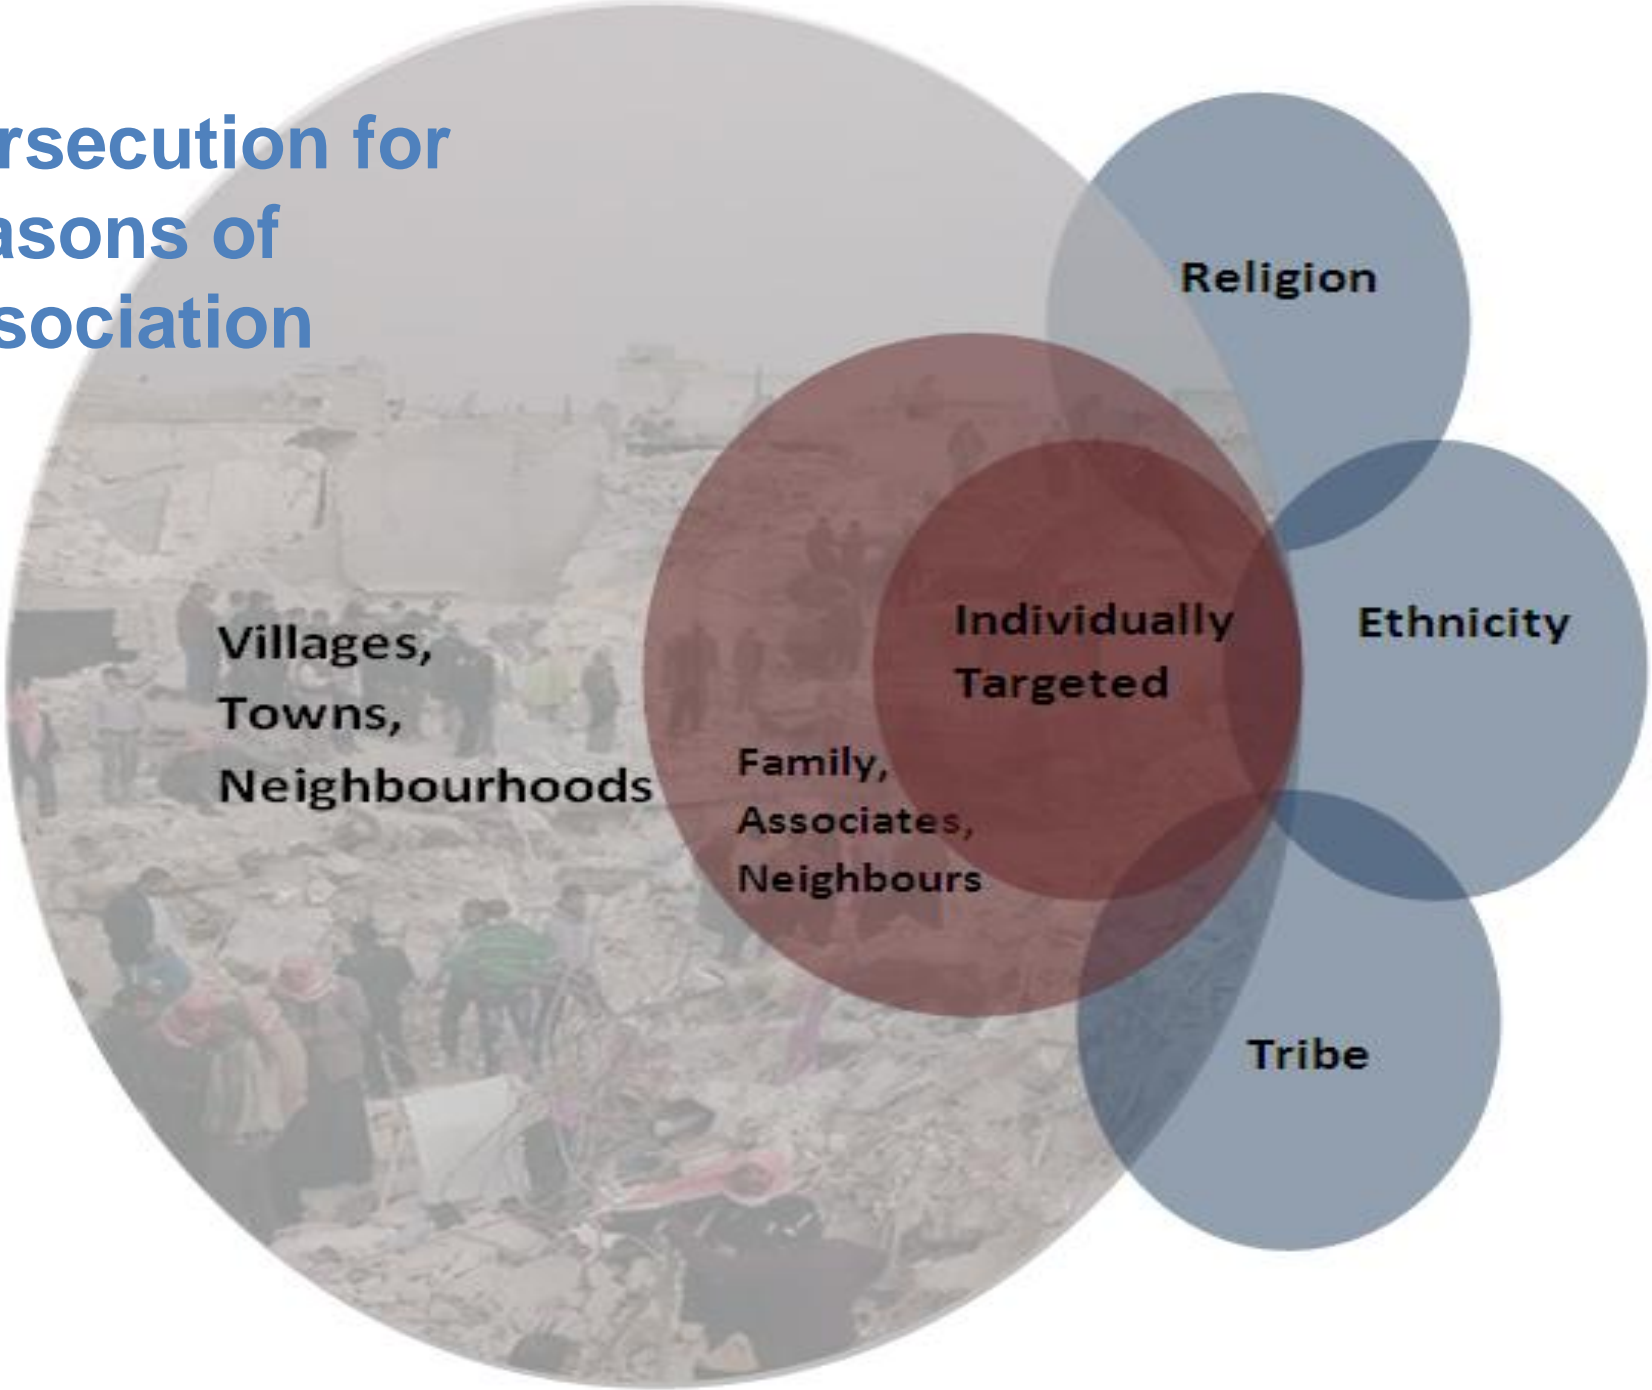 rsecution for
asons of
sociation
Religion
Individually
Targeted
Ethnicity
Villages,
Towns,
Neighbourhoods
Family,
Associates,
Neighbours
Tribe